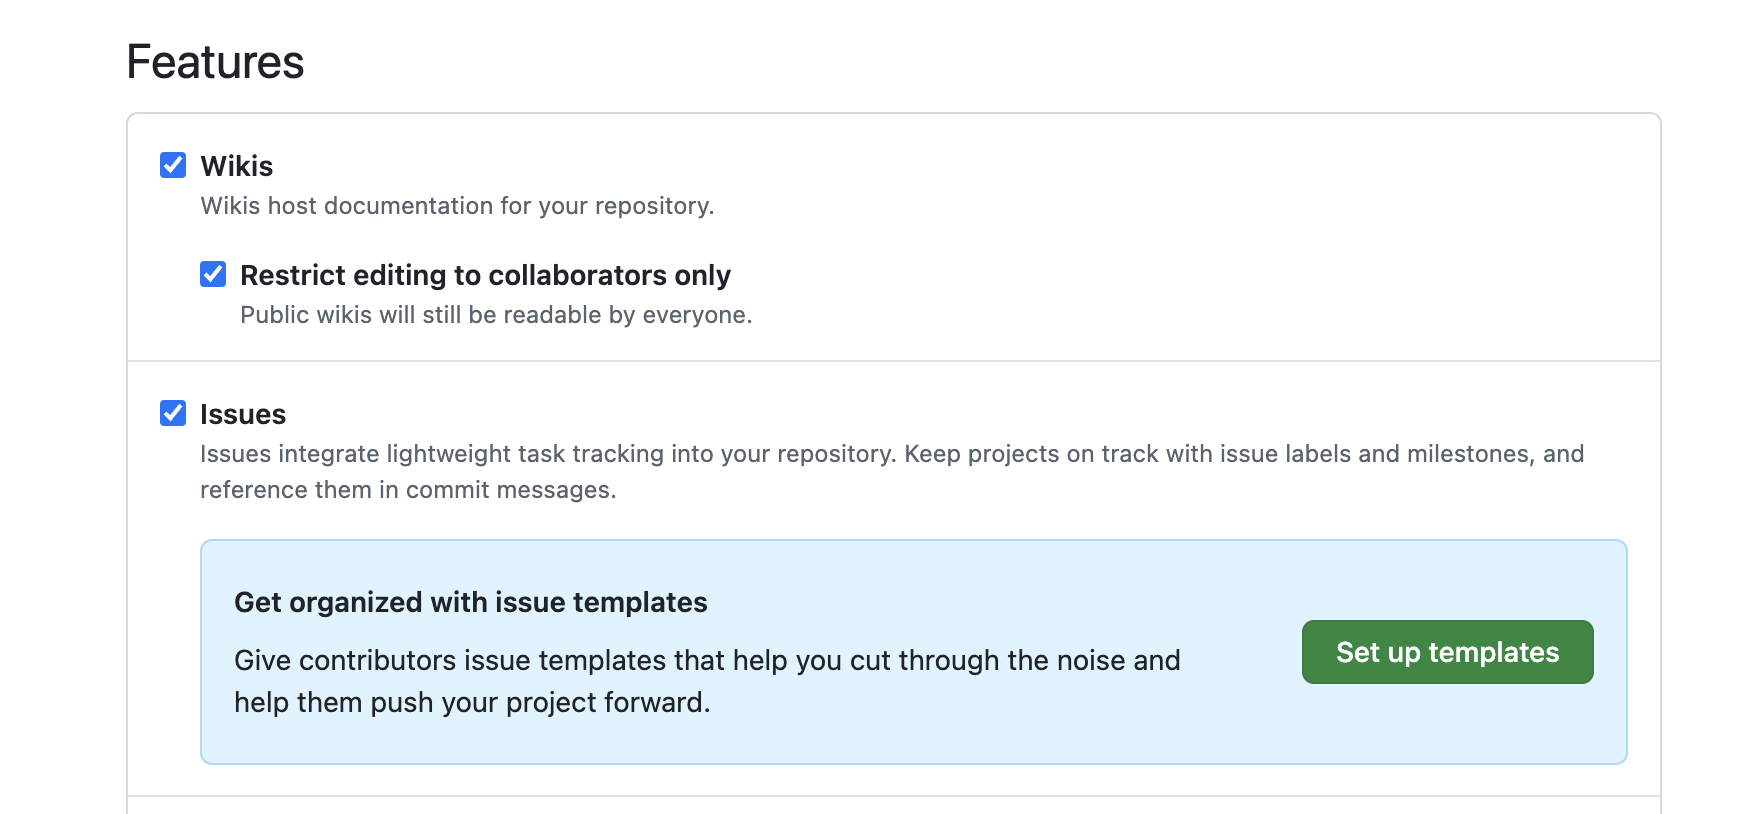 Features
Wikis
Wikis host documentation for your repository.
Restrict editing to collaborators only
Public wikis will still be readable by everyone.
Issues
Issues integrate lightweight task tracking into your repository. Keep projects on track with issue labels and milestones, and
reference them in commit messages.
Get organized with issue templates
Give contributors issue templates that help you cut through the noise and
help them push your project forward.
Set up templates